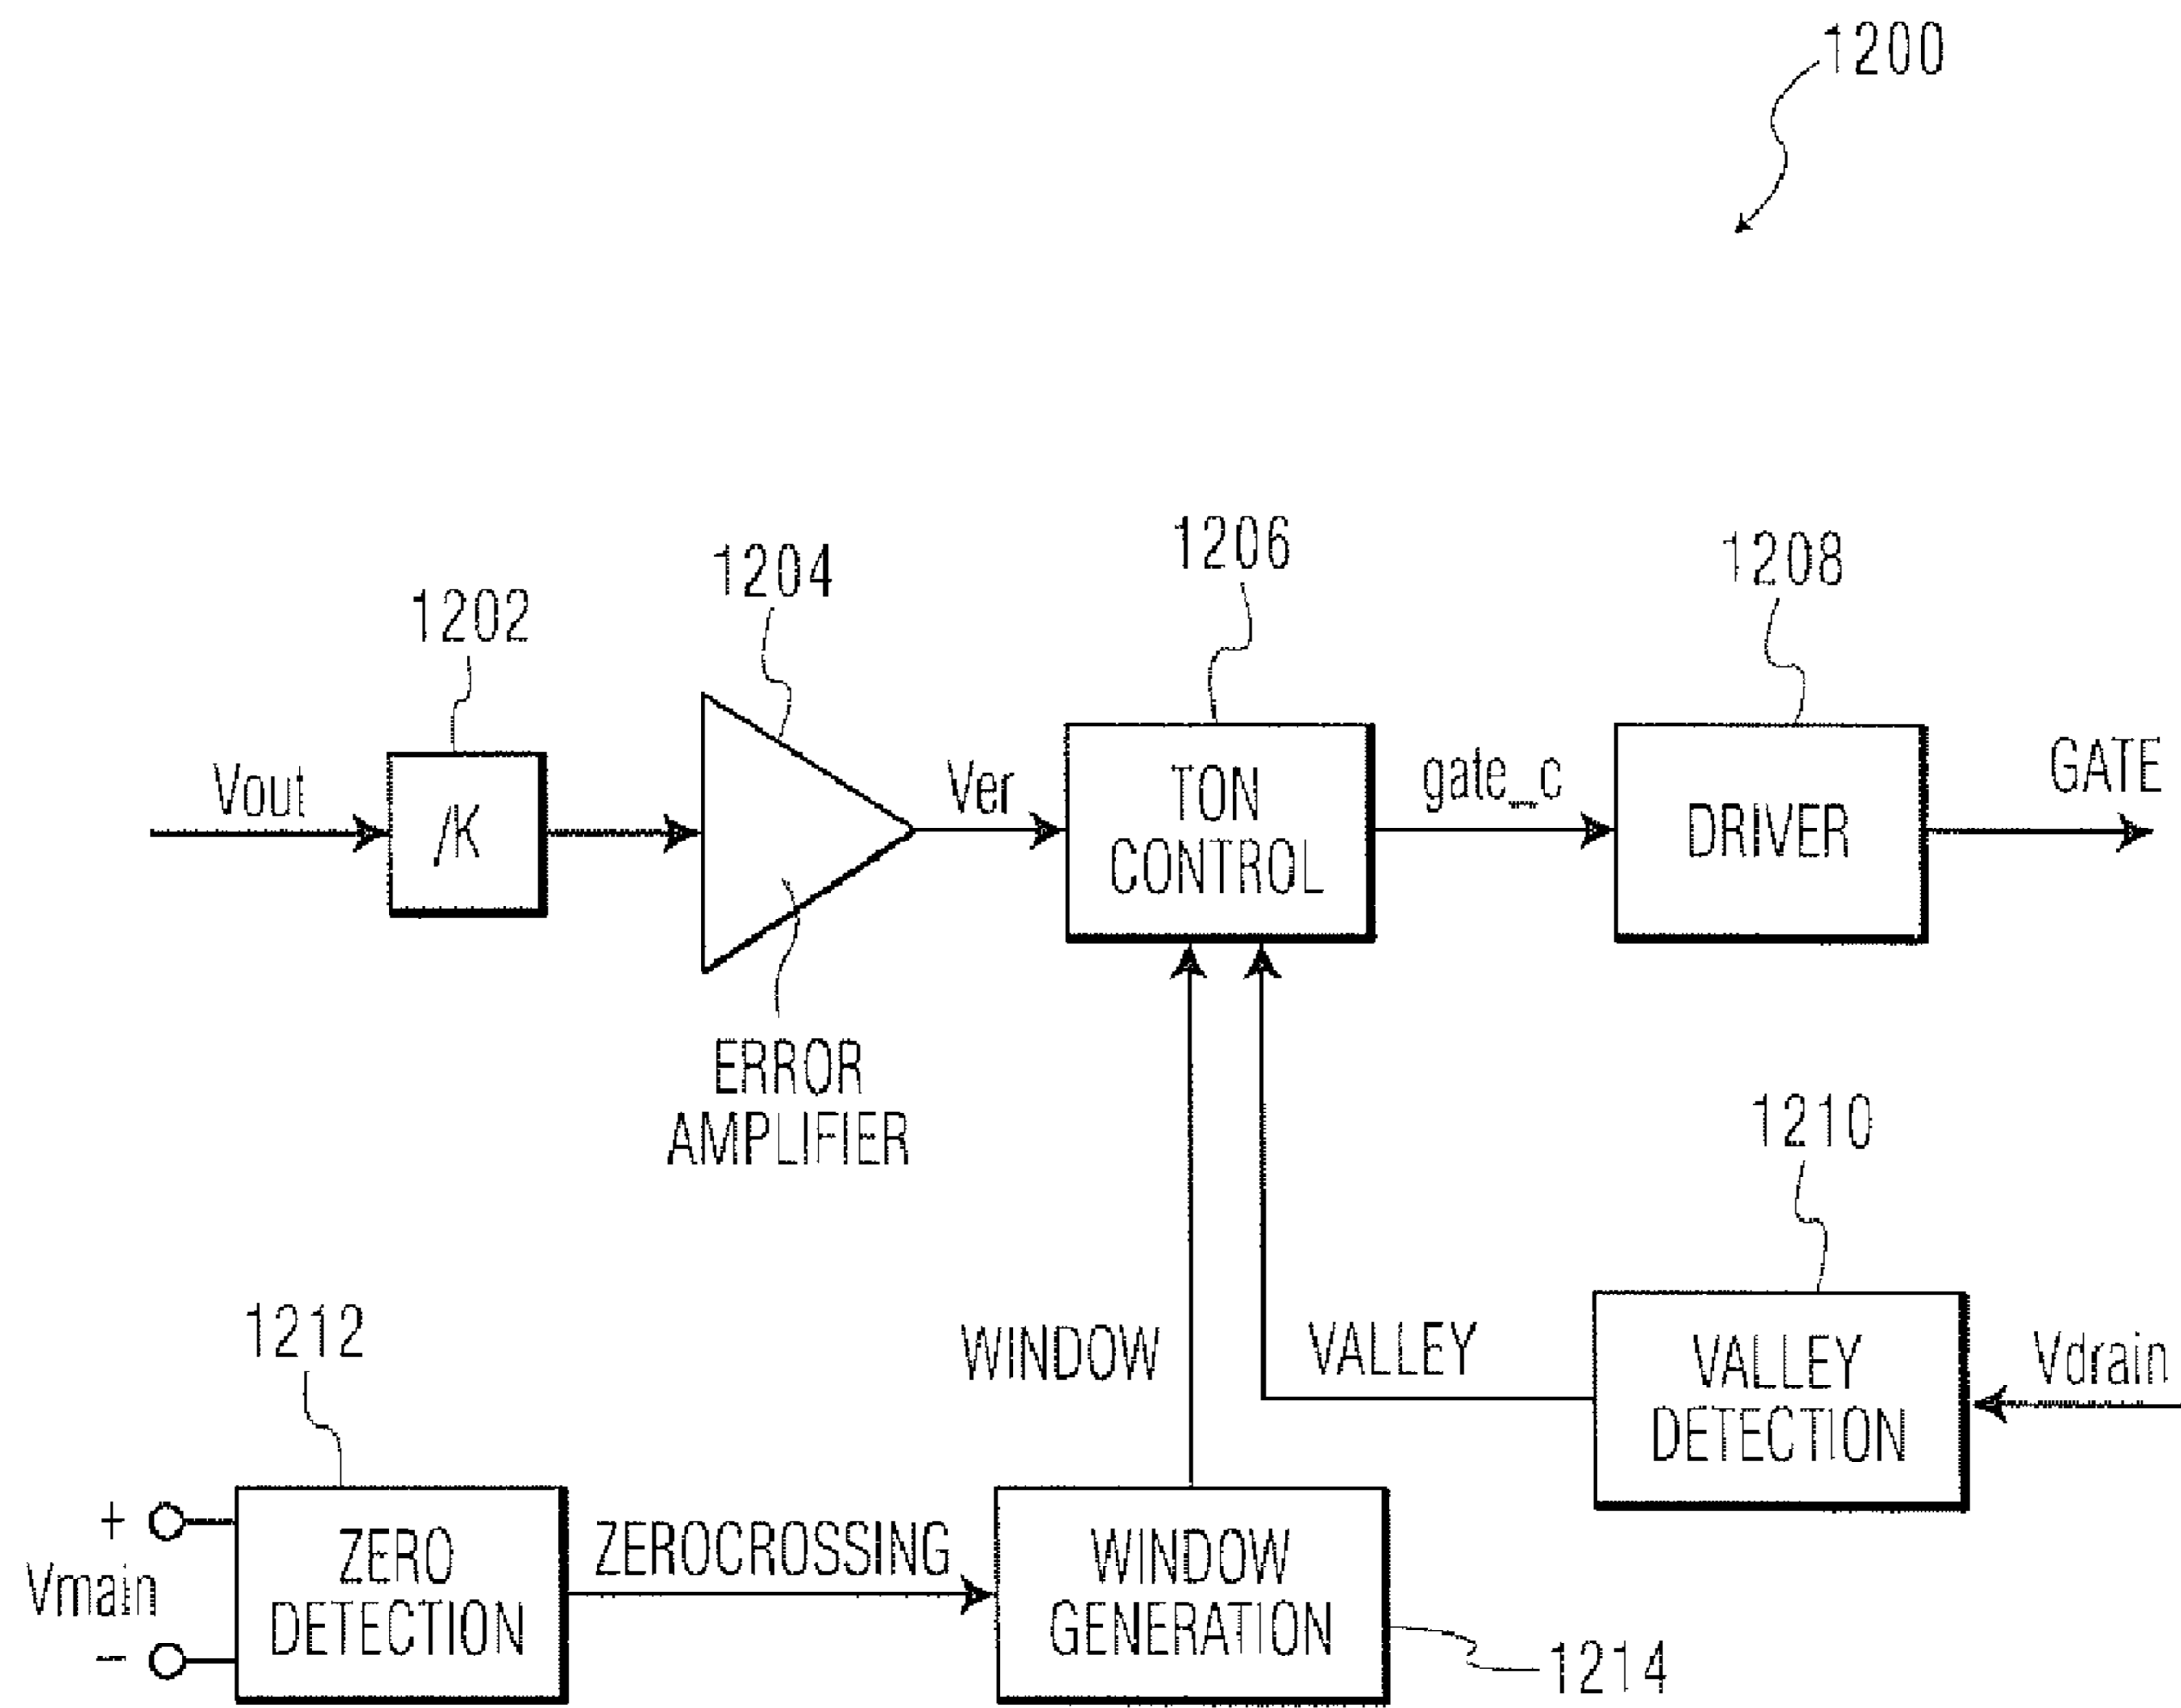 1200
1206
1208
1204
1202
Vout
/K
Ver
TON
CONTROL
gate_c
DRIVER
GATE
ERROR
AMPLIFIER
1210
1212
WINDOW
VALLEY
VALLEY
DETECTION
Vdrain
+
Vmain
-
ZERO
DETECTION
ZEROCROSSING
WINDOW
GENERATION
1214